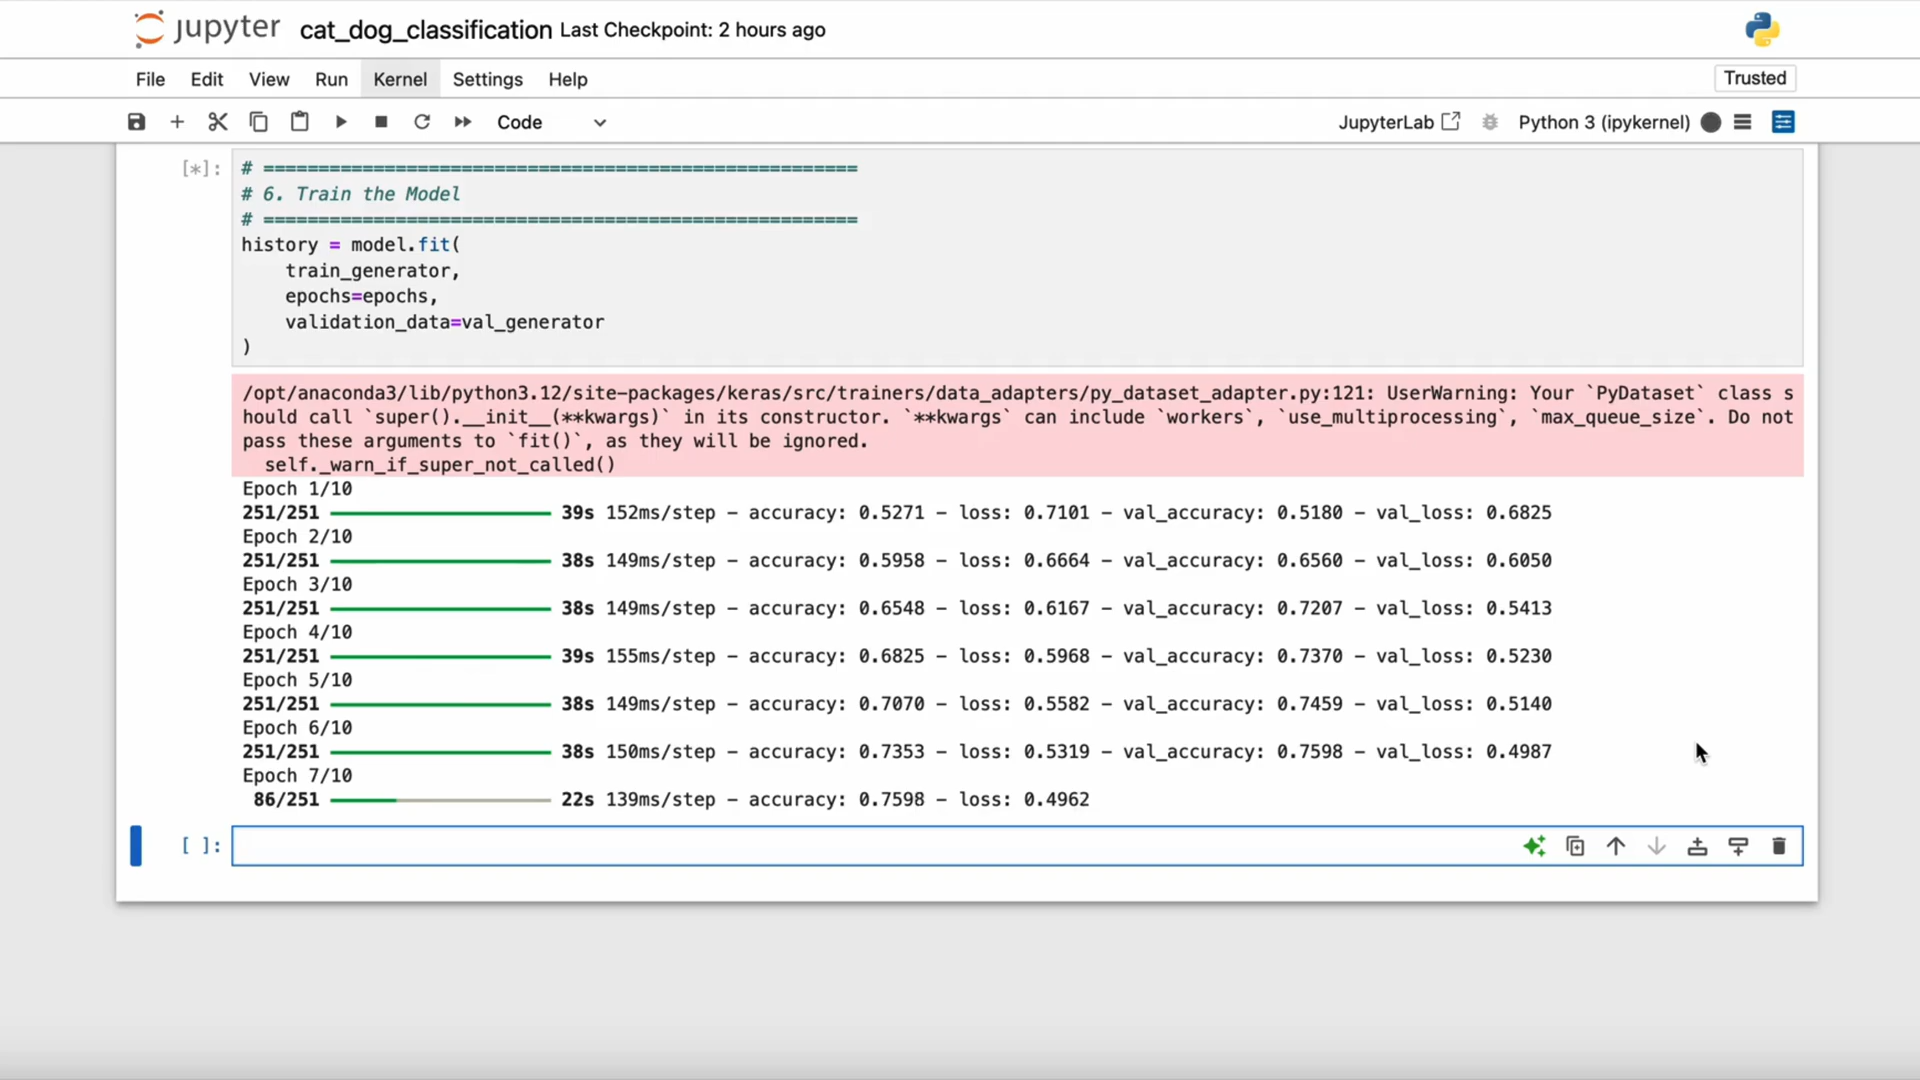 jupyter cat_dog_classification Last Checkpoint: 2 hours ago
File Edit View Run Kernel Settings Help Trusted
Code JupyterLab Python 3 (ipykernel)
[*]: # ======================================================
# 6. Train the Model
# ======================================================
history = model.fit(
    train_generator,
    epochs=epochs,
    validation_data=val_generator
)
/opt/anaconda3/lib/python3.12/site-packages/keras/src/trainers/data_adapters/py_dataset_adapter.py:121: UserWarning: Your `PyDataset` class s
hould call `super().__init__(**kwargs)` in its constructor. `**kwargs` can include `workers`, `use_multiprocessing`, `max_queue_size`. Do not
pass these arguments to `fit()`, as they will be ignored.
  self._warn_if_super_not_called()
Epoch 1/10
251/251 39s 152ms/step - accuracy: 0.5271 - loss: 0.7101 - val_accuracy: 0.5180 - val_loss: 0.6825
Epoch 2/10
251/251 38s 149ms/step - accuracy: 0.5958 - loss: 0.6664 - val_accuracy: 0.6560 - val_loss: 0.6050
Epoch 3/10
251/251 38s 149ms/step - accuracy: 0.6548 - loss: 0.6167 - val_accuracy: 0.7207 - val_loss: 0.5413
Epoch 4/10
251/251 39s 155ms/step - accuracy: 0.6825 - loss: 0.5968 - val_accuracy: 0.7370 - val_loss: 0.5230
Epoch 5/10
251/251 38s 149ms/step - accuracy: 0.7070 - loss: 0.5582 - val_accuracy: 0.7459 - val_loss: 0.5140
Epoch 6/10
251/251 38s 150ms/step - accuracy: 0.7353 - loss: 0.5319 - val_accuracy: 0.7598 - val_loss: 0.4987
Epoch 7/10
86/251 22s 139ms/step - accuracy: 0.7598 - loss: 0.4962
[ ]: